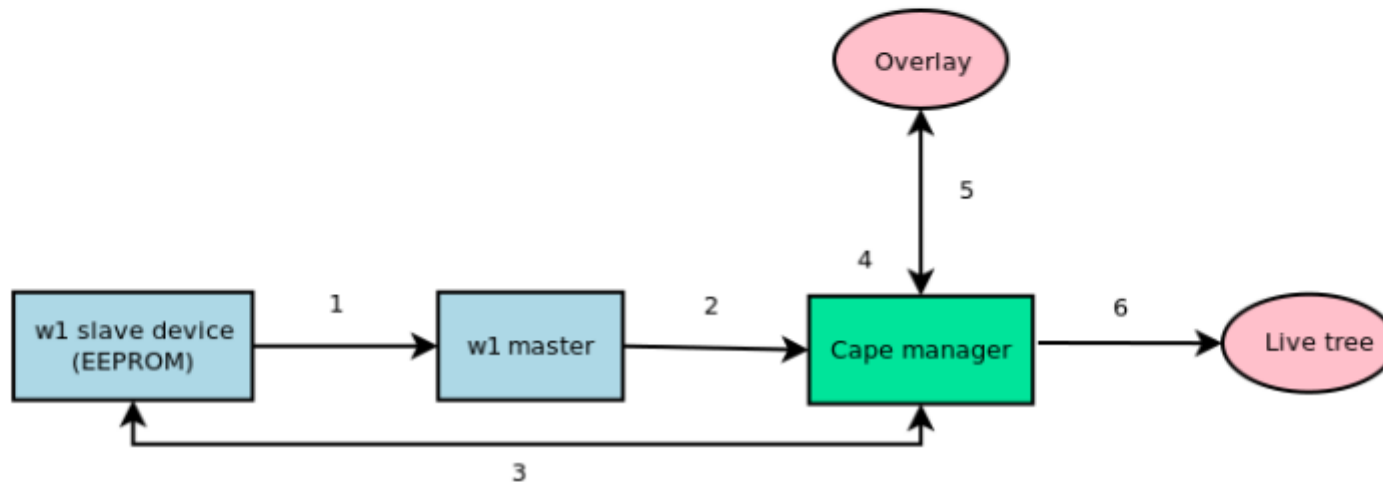 Overlay
5
4
1
2
6
w1 slave device
(EEPROM)
w1 master
Cape manager
Live tree
3